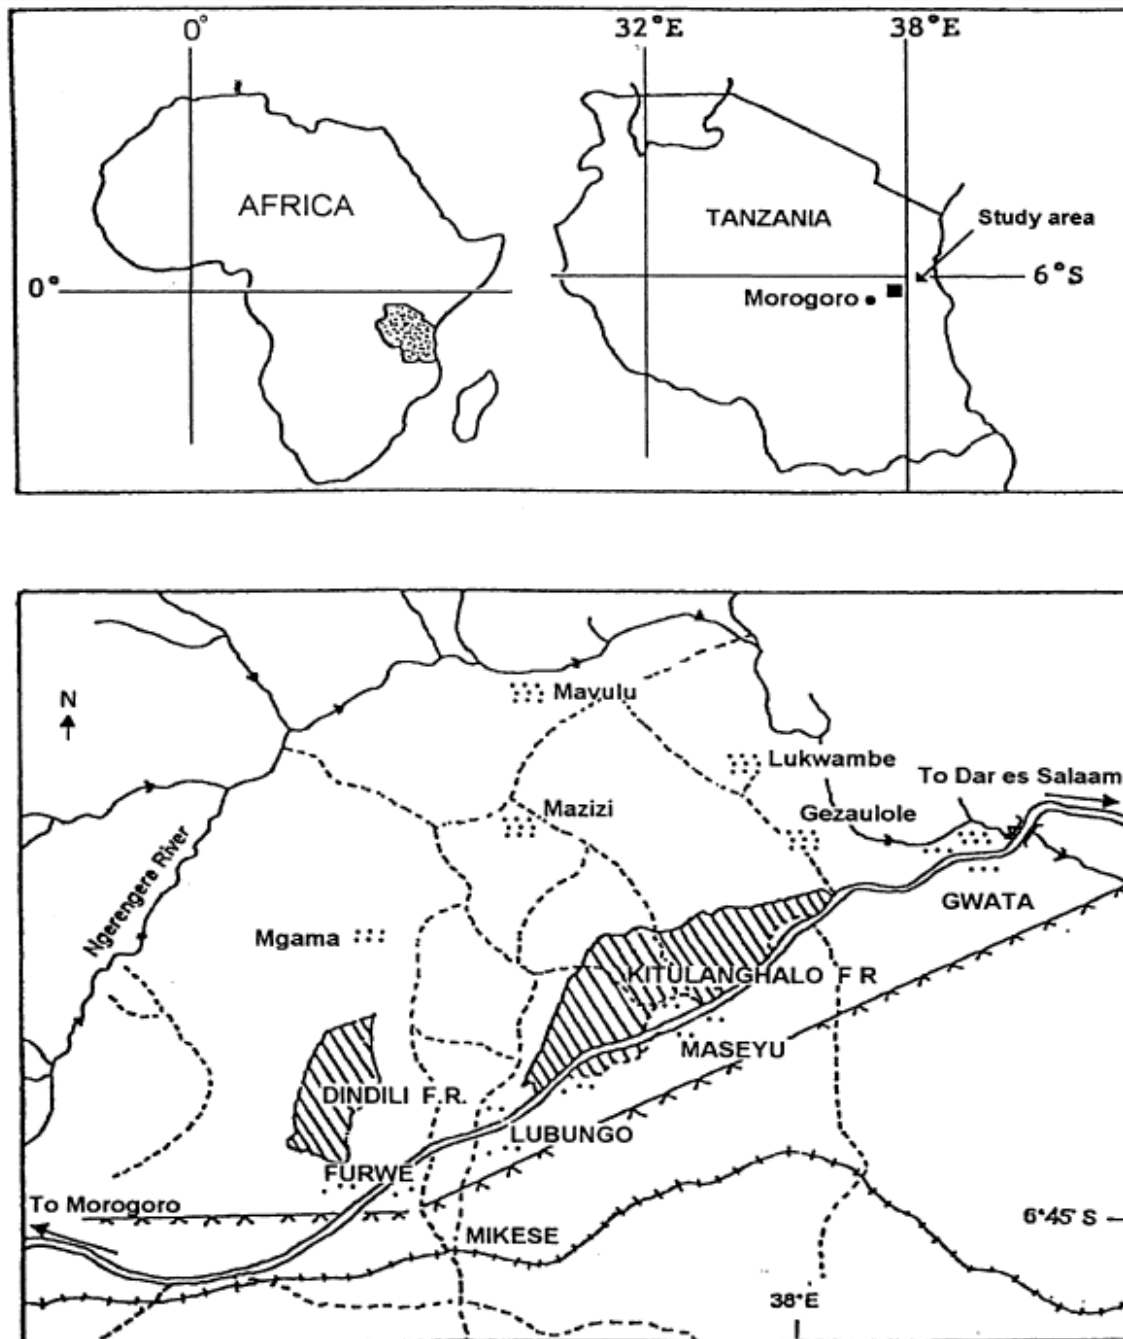 0°
32°E
38°E
AFRICA
TANZANIA
Study area
0°
6°S
Morogoro
N
Mavulu
Lukwambe
To Dar es Salaam
Mazizi
Gezaulole
Ngerengere River
GWATA
Mgama
KITULANGHALO F R
MASEYU
DINDILI F.R.
LUBUNGO
FURWE
To Morogoro
6°45' S
MIKESE
38°E